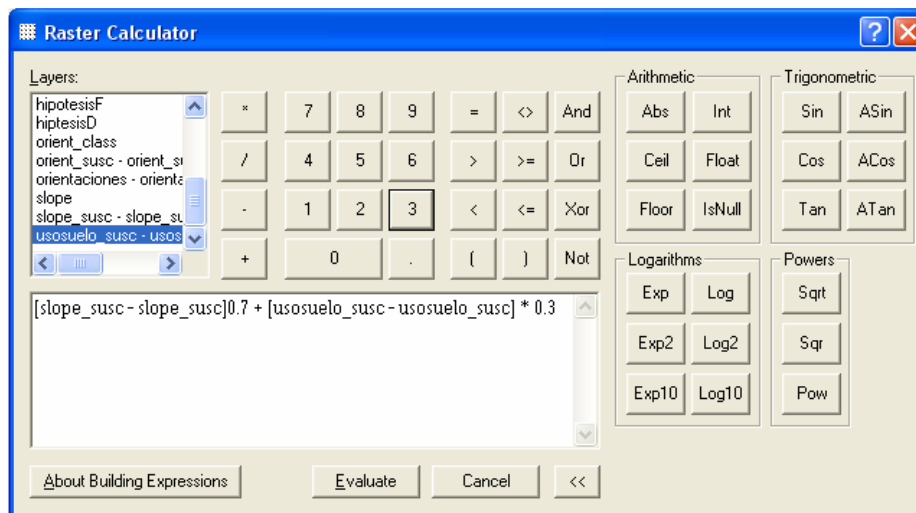 Raster Calculator
Layers:
hipotesisF
hiptesisD
orient_class
orient_susc - orient_su
orientaciones - orienta
slope
slope_susc - slope_su
usosuelo_susc - usos
* 7 8 9 = <> And
/ 4 5 6 > >= Or
- 1 2 3 < <= Xor
+ 0 . ( ) Not
Arithmetic
Abs Int
Ceil Float
Floor IsNull
Trigonometric
Sin ASin
Cos ACos
Tan ATan
Logarithms
Exp Log
Exp2 Log2
Exp10 Log10
Powers
Sqrt
Sqr
Pow
[slope_susc - slope_susc]0.7 + [usosuelo_susc - usosuelo_susc] * 0.3
About Building Expressions
Evaluate
Cancel
<<